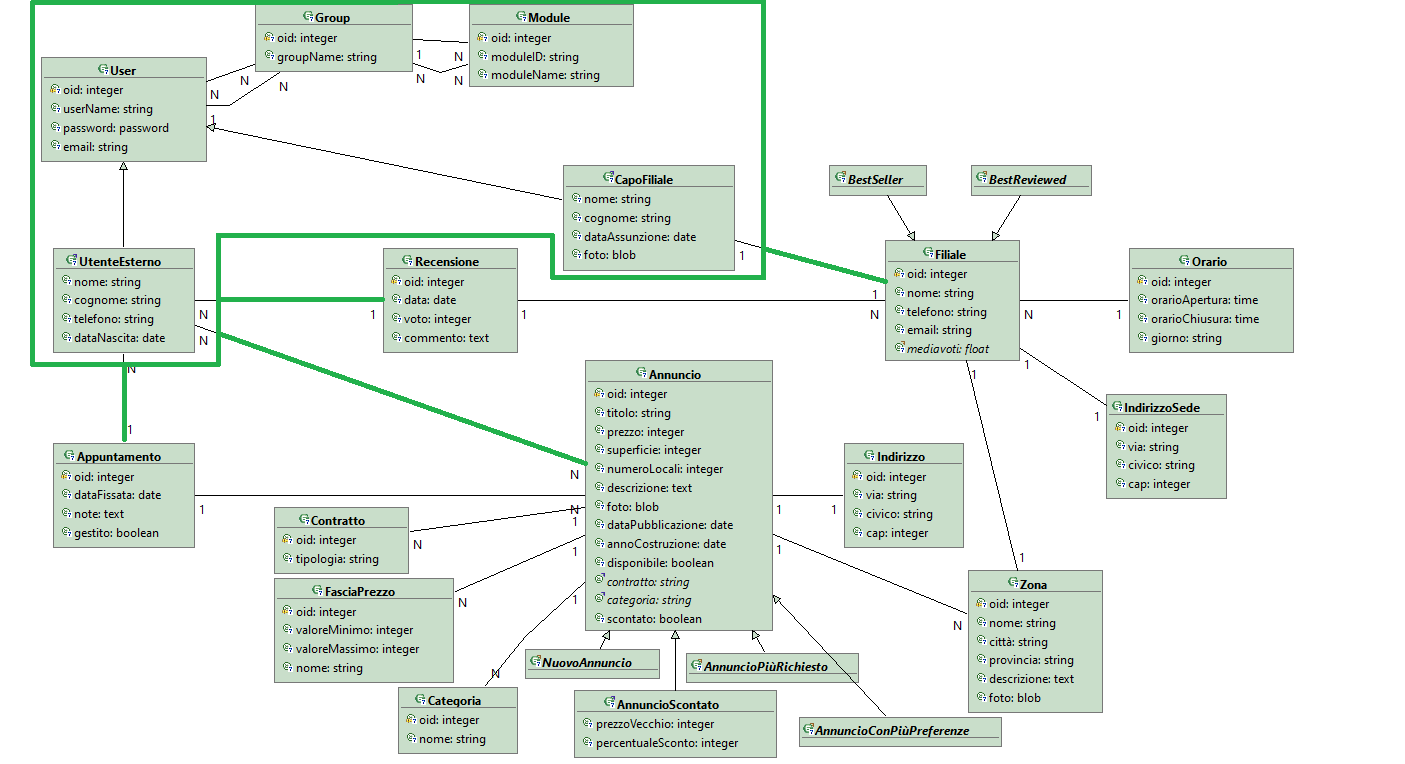 Group
oid: integer
groupName: string
Module
oid: integer
moduleID: string
moduleName: string
1
N
N
N
User
oid: integer
userName: string
password: password
email: string
N
N
N
1
CapoFiliale
nome: string
cognome: string
dataAssunzione: date
foto: blob
1
BestSeller
BestReviewed
UtenteEsterno
nome: string
cognome: string
telefono: string
dataNascita: date
N
N
N
1
Recensione
oid: integer
data: date
voto: integer
commento: text
1
1
Filiale
oid: integer
nome: string
telefono: string
email: string
mediavoti: float
1
N
N
1
1
1
Orario
oid: integer
orarioApertura: time
orarioChiusura: time
giorno: string
IndirizzoSede
oid: integer
via: string
civico: string
cap: integer
1
Annuncio
oid: integer
titolo: string
prezzo: integer
superficie: integer
numeroLocali: integer
descrizione: text
foto: blob
dataPubblicazione: date
annoCostruzione: date
disponibile: boolean
contratto: string
categoria: string
scontato: boolean
N
N
1
1
1
1
1
Appuntamento
oid: integer
dataFissata: date
note: text
gestito: boolean
1
Contratto
oid: integer
tipologia: string
N
FasciaPrezzo
oid: integer
valoreMinimo: integer
valoreMassimo: integer
nome: string
N
Categoria
oid: integer
nome: string
N
Indirizzo
oid: integer
via: string
civico: string
cap: integer
1
Zona
oid: integer
nome: string
città: string
provincia: string
descrizione: text
foto: blob
1
N
NuovoAnnuncio
AnnuncioPiùRichiesto
AnnuncioScontato
prezzoVecchio: integer
percentualeSconto: integer
AnnuncioConPiùPreferenze